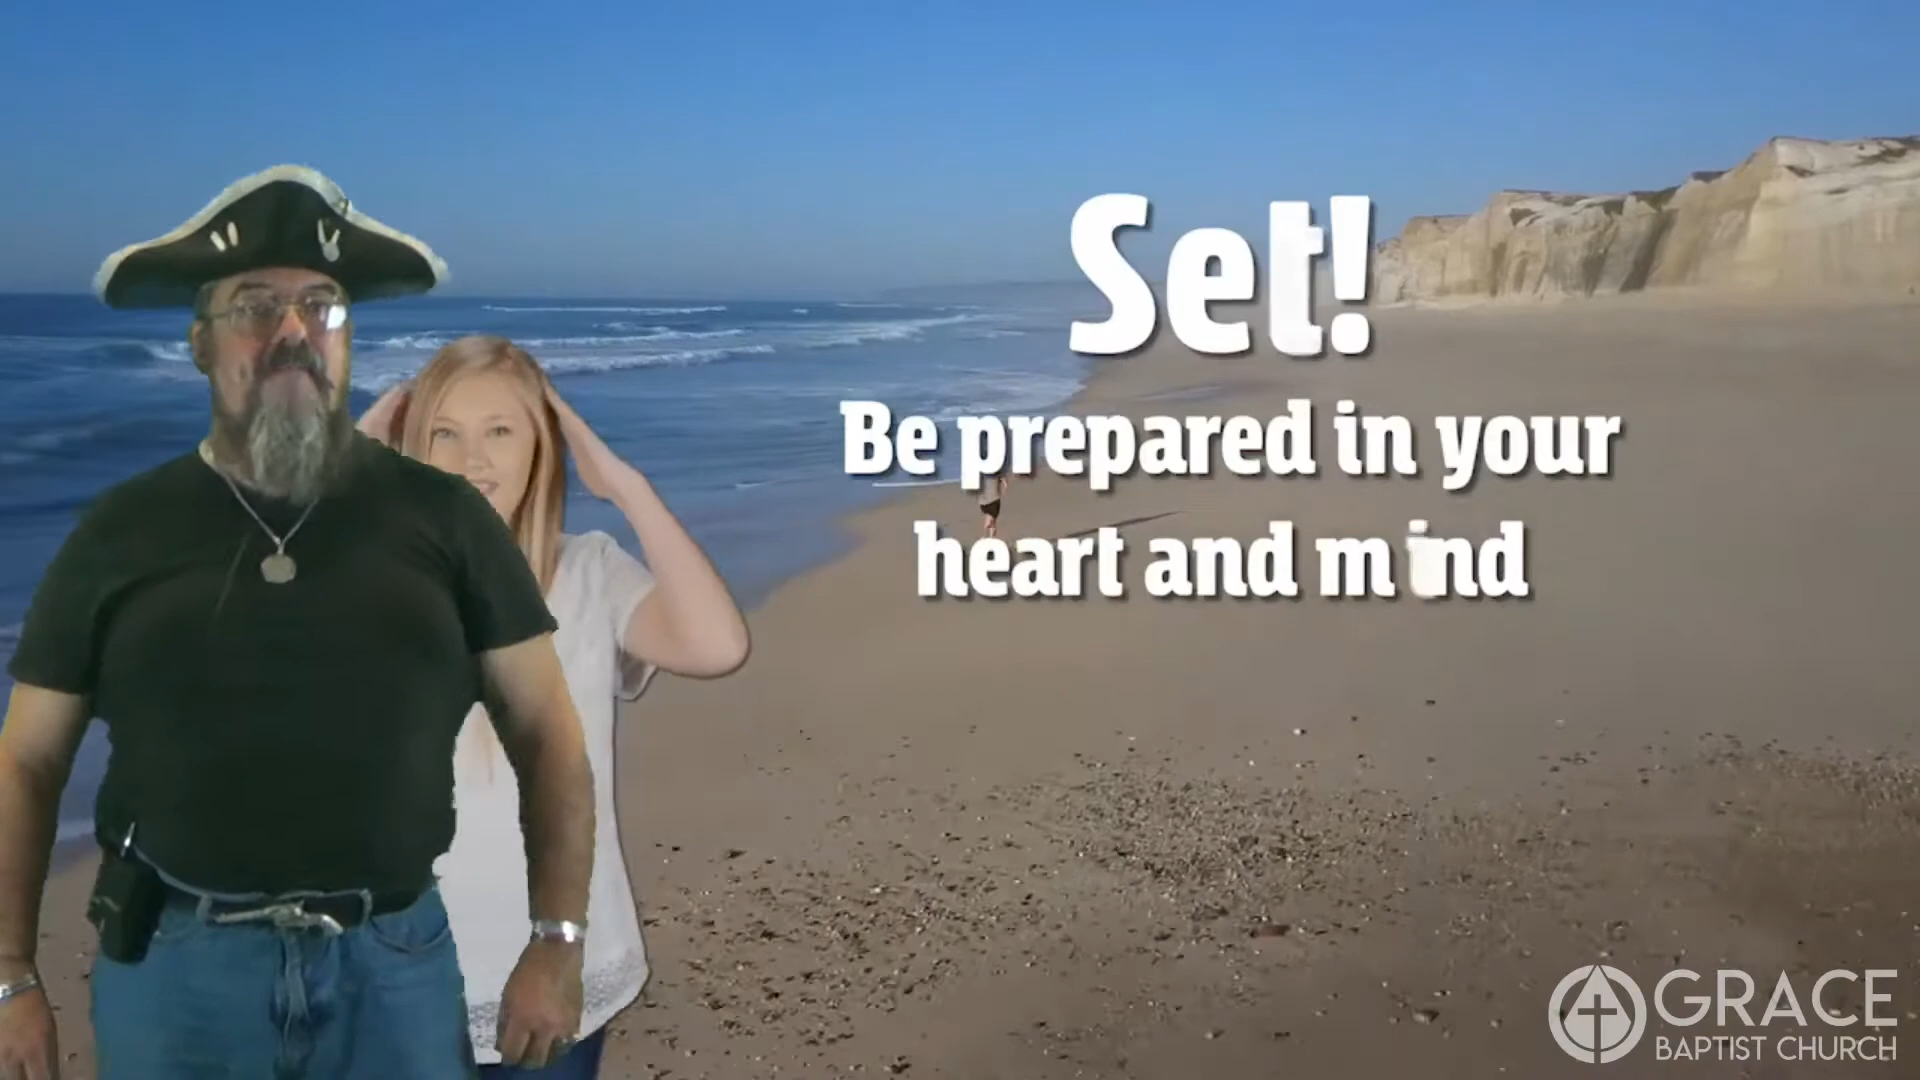 Set!
Be prepared in your
heart and mind
GRACE
BAPTIST CHURCH